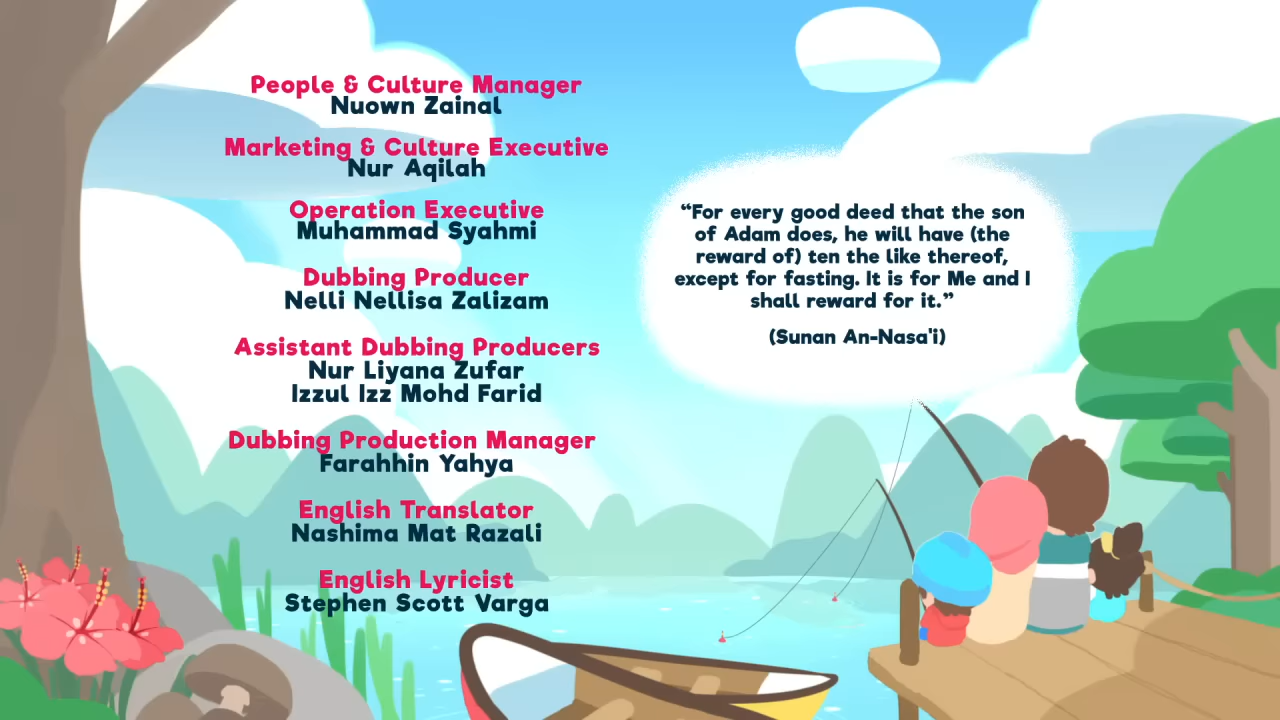 People & Culture Manager
Nuown Zainal
Marketing & Culture Executive
Nur Aqilah
Operation Executive
Muhammad Syahmi
Dubbing Producer
Nelli Nellisa Zalizam
Assistant Dubbing Producers
Nur Liyana Zufar
Izzul Izz Mohd Farid
Dubbing Production Manager
Farahhin Yahya
English Translator
Nashima Mat Razali
English Lyricist
Stephen Scott Varga
“For every good deed that the son
of Adam does, he will have (the
reward of) ten the like thereof,
except for fasting. It is for Me and I
shall reward for it.”
(Sunan An-Nasa'i)